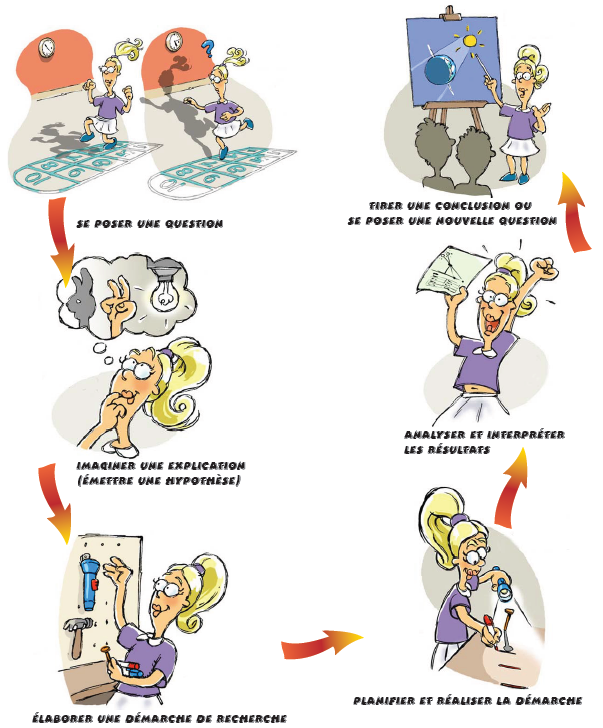 ?
SE POSER UNE QUESTION
IMAGINER UNE EXPLICATION
(ÉMETTRE UNE HYPOTHÈSE)
ÉLABORER UNE DÉMARCHE DE RECHERCHE
PLANIFIER ET RÉALISER LA DÉMARCHE
ANALYSER ET INTERPRÉTER
LES RÉSULTATS
TIRER UNE CONCLUSION OU
SE POSER UNE NOUVELLE QUESTION